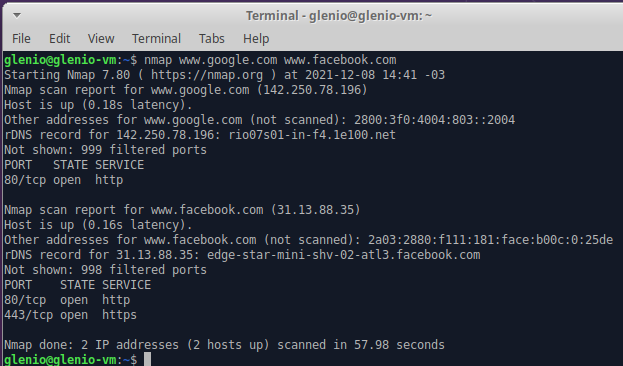 Terminal - glenio@glenio-vm: ~
File Edit View Terminal Tabs Help
glenio@glenio-vm:~$ nmap www.google.com www.facebook.com
Starting Nmap 7.80 ( https://nmap.org ) at 2021-12-08 14:41 -03
Nmap scan report for www.google.com (142.250.78.196)
Host is up (0.18s latency).
Other addresses for www.google.com (not scanned): 2800:3f0:4004:803::2004
rDNS record for 142.250.78.196: rio07s01-in-f4.1e100.net
Not shown: 999 filtered ports
PORT   STATE SERVICE
80/tcp open  http

Nmap scan report for www.facebook.com (31.13.88.35)
Host is up (0.16s latency).
Other addresses for www.facebook.com (not scanned): 2a03:2880:f111:181:face:b00c:0:25de
rDNS record for 31.13.88.35: edge-star-mini-shv-02-atl3.facebook.com
Not shown: 998 filtered ports
PORT    STATE SERVICE
80/tcp  open  http
443/tcp open  https

Nmap done: 2 IP addresses (2 hosts up) scanned in 57.98 seconds
glenio@glenio-vm:~$